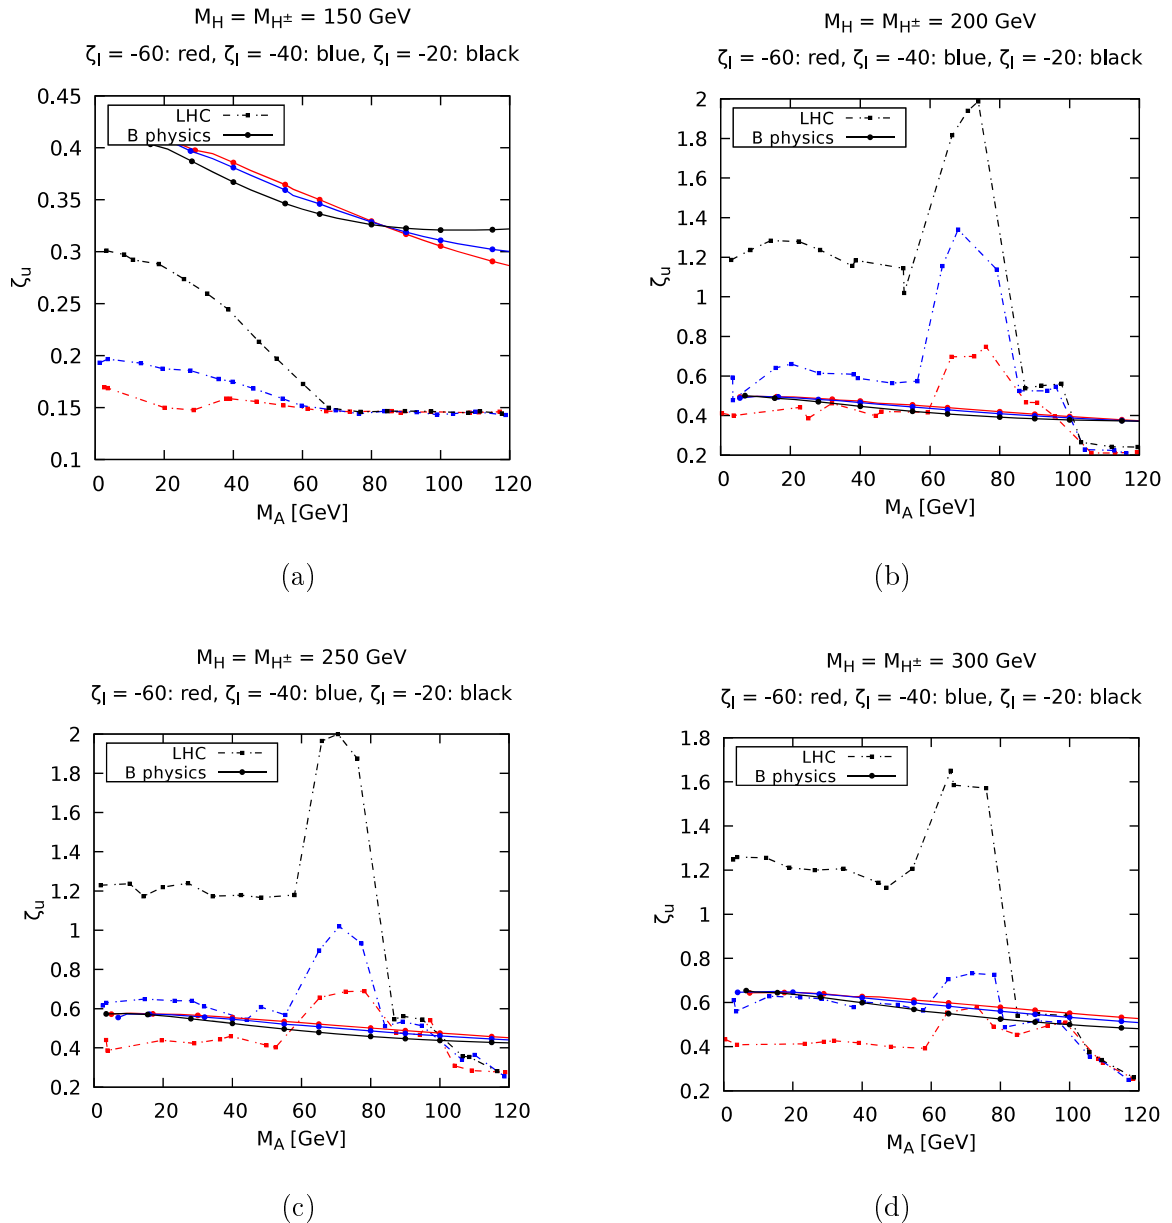 M_H = M_H± = 150 GeV
ζ_l = -60: red, ζ_l = -40: blue, ζ_l = -20: black
LHC
B physics
0.45
0.4
0.35
0.3
0.25
0.2
0.15
0.1
ζ_u
0 20 40 60 80 100 120
M_A [GeV]
(a)
M_H = M_H± = 200 GeV
ζ_l = -60: red, ζ_l = -40: blue, ζ_l = -20: black
LHC
B physics
2
1.8
1.6
1.4
1.2
1
0.8
0.6
0.4
0.2
ζ_u
0 20 40 60 80 100 120
M_A [GeV]
(b)
M_H = M_H± = 250 GeV
ζ_l = -60: red, ζ_l = -40: blue, ζ_l = -20: black
LHC
B physics
2
1.8
1.6
1.4
1.2
1
0.8
0.6
0.4
0.2
ζ_u
0 20 40 60 80 100 120
M_A [GeV]
(c)
M_H = M_H± = 300 GeV
ζ_l = -60: red, ζ_l = -40: blue, ζ_l = -20: black
LHC
B physics
1.8
1.6
1.4
1.2
1
0.8
0.6
0.4
0.2
ζ_u
0 20 40 60 80 100 120
M_A [GeV]
(d)